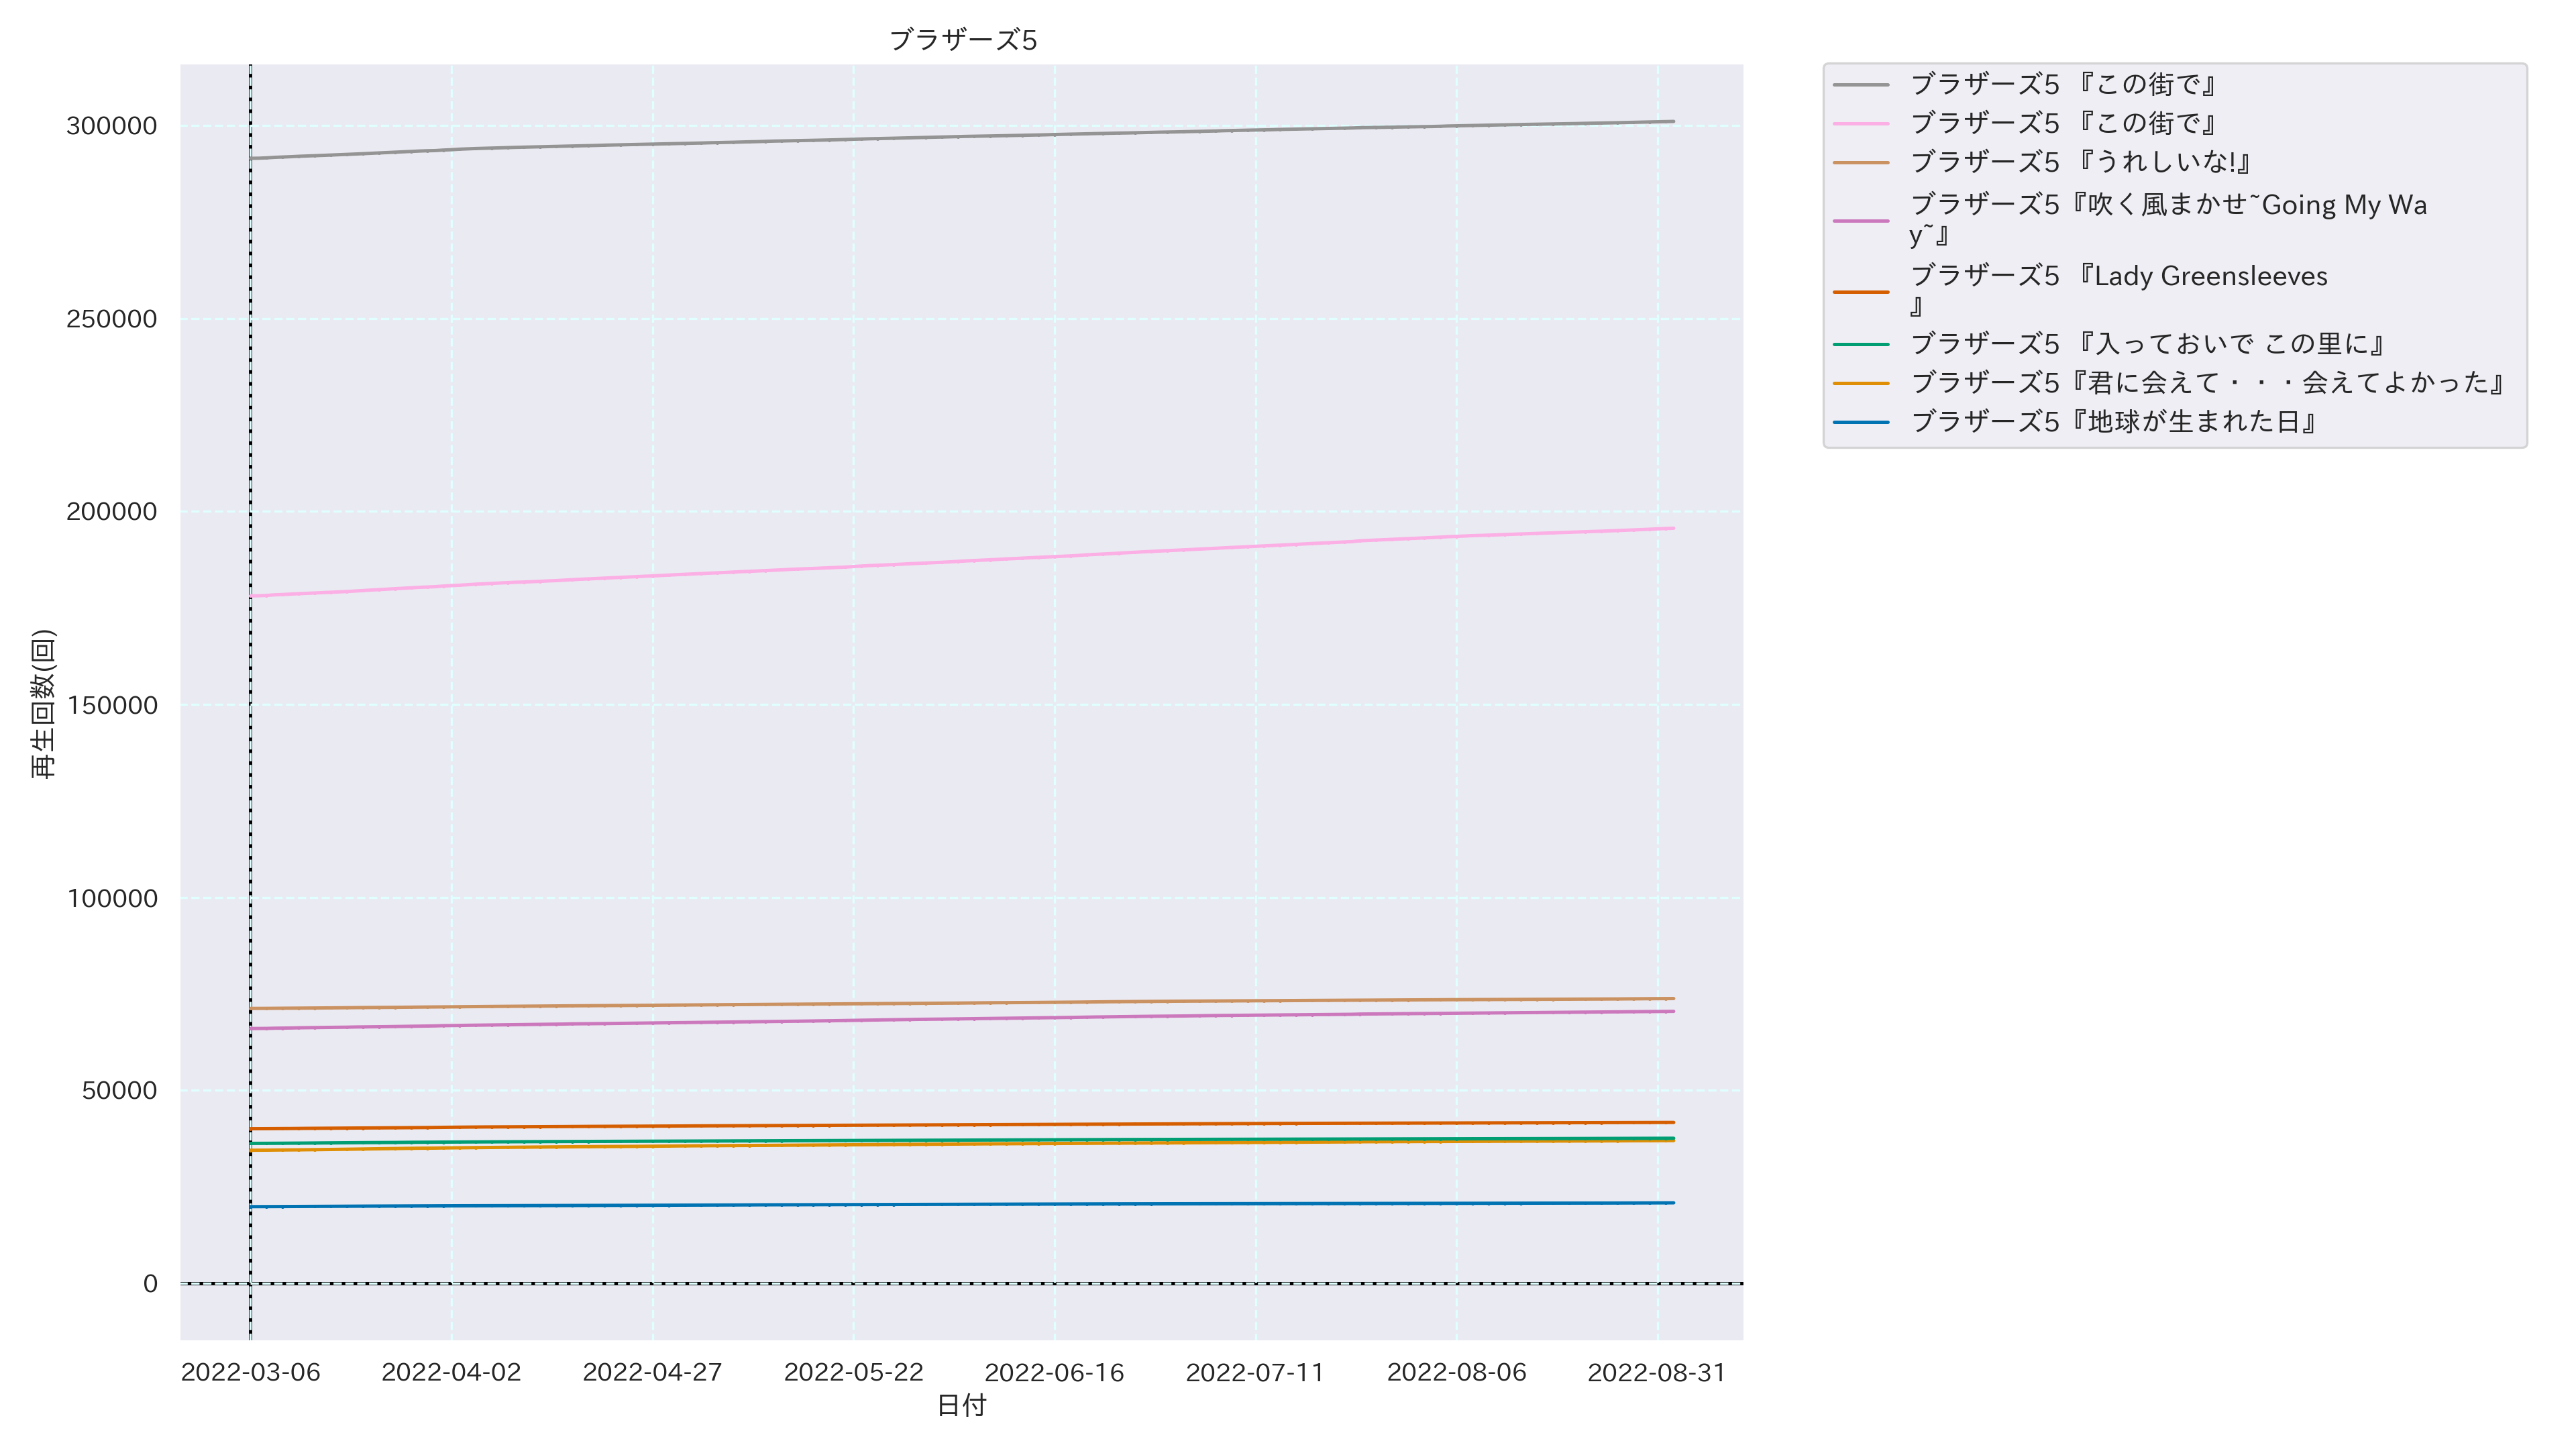 ブラザーズ5
300000
250000
200000
150000
100000
50000
0
再生回数(回)
2022-03-06 2022-04-02 2022-04-27 2022-05-22 2022-06-16 2022-07-11 2022-08-06 2022-08-31
日付
ブラザーズ5 『この街で』
ブラザーズ5 『この街で』
ブラザーズ5 『うれしいな!』
ブラザーズ5『吹く風まかせ~Going My Wa
y~』
ブラザーズ5 『Lady Greensleeves
』
ブラザーズ5 『入っておいで この里に』
ブラザーズ5『君に会えて・・・会えてよかった』
ブラザーズ5『地球が生まれた日』